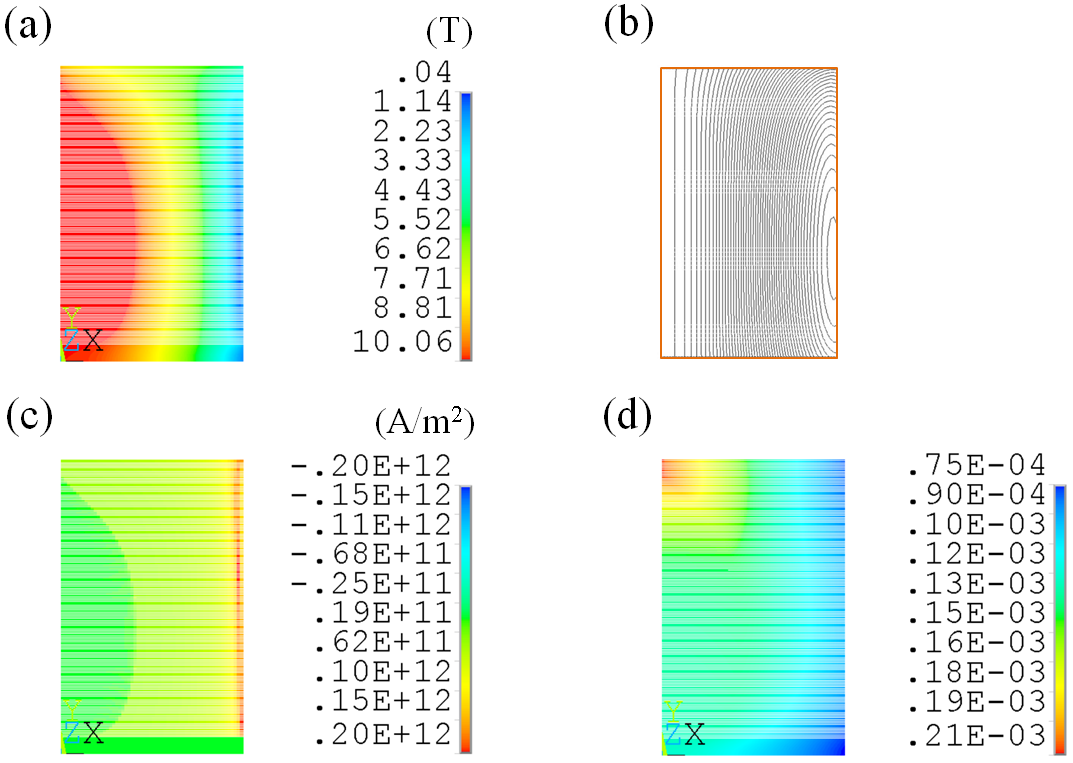 (a)
(T)
.04
1.14
2.23
3.33
4.43
5.52
6.62
7.71
8.81
10.06
Y
Z X
(b)
(c)
(A/m²)
-.20E+12
-.15E+12
-.11E+12
-.68E+11
-.25E+11
.19E+11
.62E+11
.10E+12
.15E+12
.20E+12
Y
Z X
(d)
.75E-04
.90E-04
.10E-03
.12E-03
.13E-03
.15E-03
.16E-03
.18E-03
.19E-03
.21E-03
Y
Z X